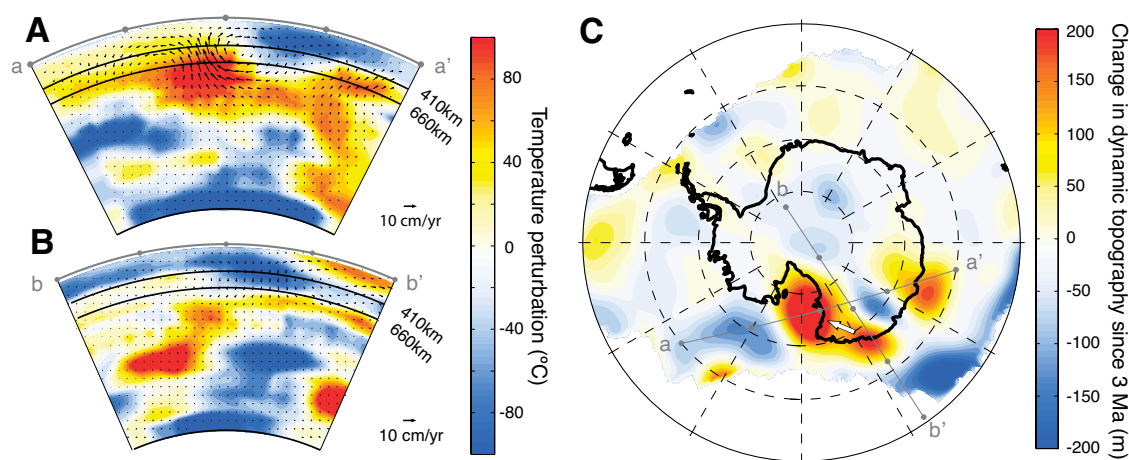 A
a
a'
410km
660km
10 cm/yr
B
b
b'
410km
660km
10 cm/yr
80
40
0
-40
-80
Temperature perturbation (ºC)
C
b
a'
a
b'
200
150
100
50
0
-50
-100
-150
-200
Change in dynamic topography since 3 Ma (m)